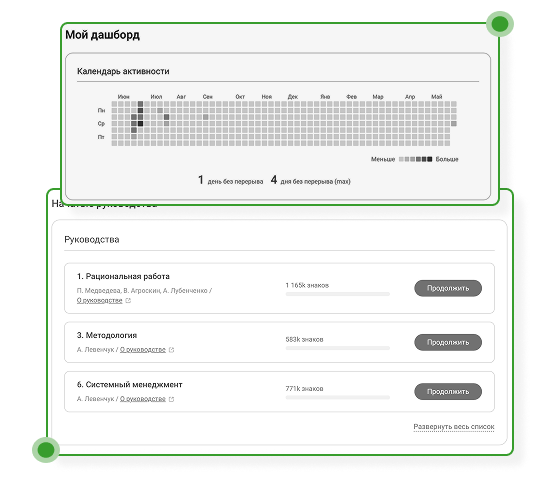 Мой дашборд
Календарь активности
Июн Июл Авг Сен Окт Ноя Дек Янв Фев Мар Апр Май
Пн
Ср
Пт
Меньше Больше
1 день без перерыва 4 дня без перерыва (max)
Руководства
1. Рациональная работа
П. Медведева, В. Агроскин, А. Лубенченко /
О руководстве
1 165k знаков
Продолжить
3. Методология
А. Левенчук / О руководстве
583k знаков
Продолжить
6. Системный менеджмент
А. Левенчук / О руководстве
771k знаков
Продолжить
Развернуть весь список